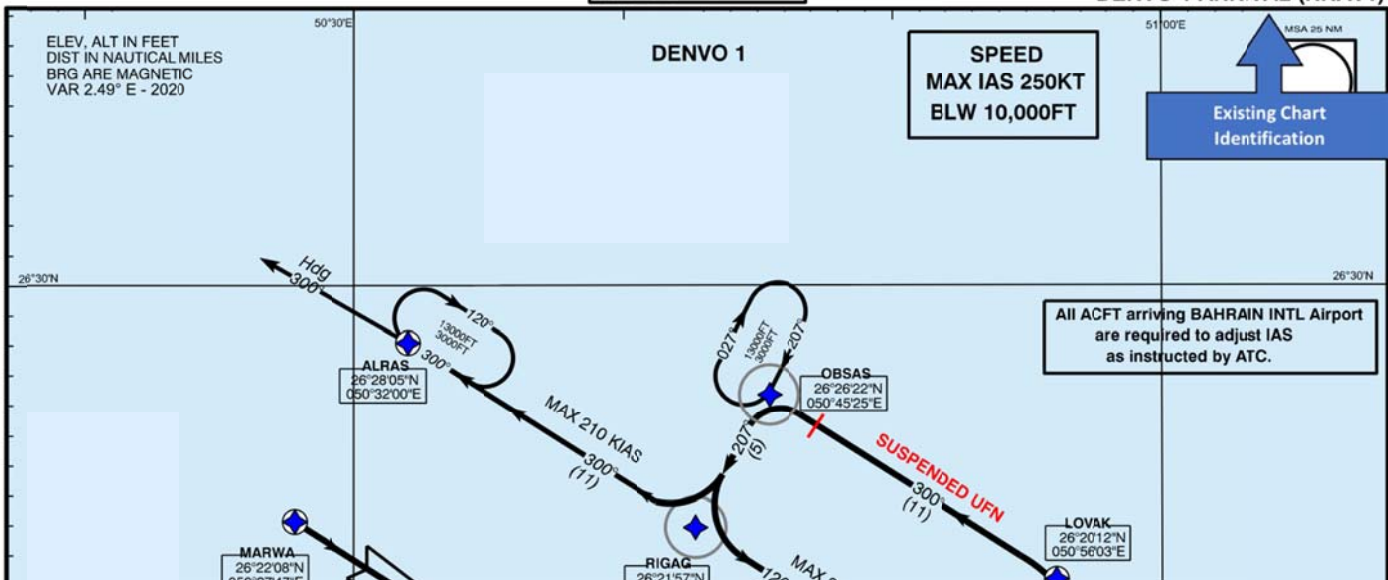 50°30'E
51°00'E
MSA 25 NM
ELEV, ALT IN FEET
DIST IN NAUTICAL MILES
BRG ARE MAGNETIC
VAR 2.49° E - 2020
DENVO 1
SPEED
MAX IAS 250KT
BLW 10,000FT
Existing Chart
Identification
26°30'N
26°30'N
Hdg
300°
120°
13000FT
3000FT
300°
ALRAS
26°28'05"N
050°32'00"E
027°
13000FT
3000FT
207°
OBSAS
26°26'22"N
050°45'25"E
All ACFT arriving BAHRAIN INTL Airport
are required to adjust IAS
as instructed by ATC.
MAX 210 KIAS
300°
(11)
207°
(5)
SUSPENDED UFN
300°
(11)
LOVAK
26°20'12"N
050°56'03"E
MARWA
26°22'08"N
RIGAG
26°21'57"N
MAX
120